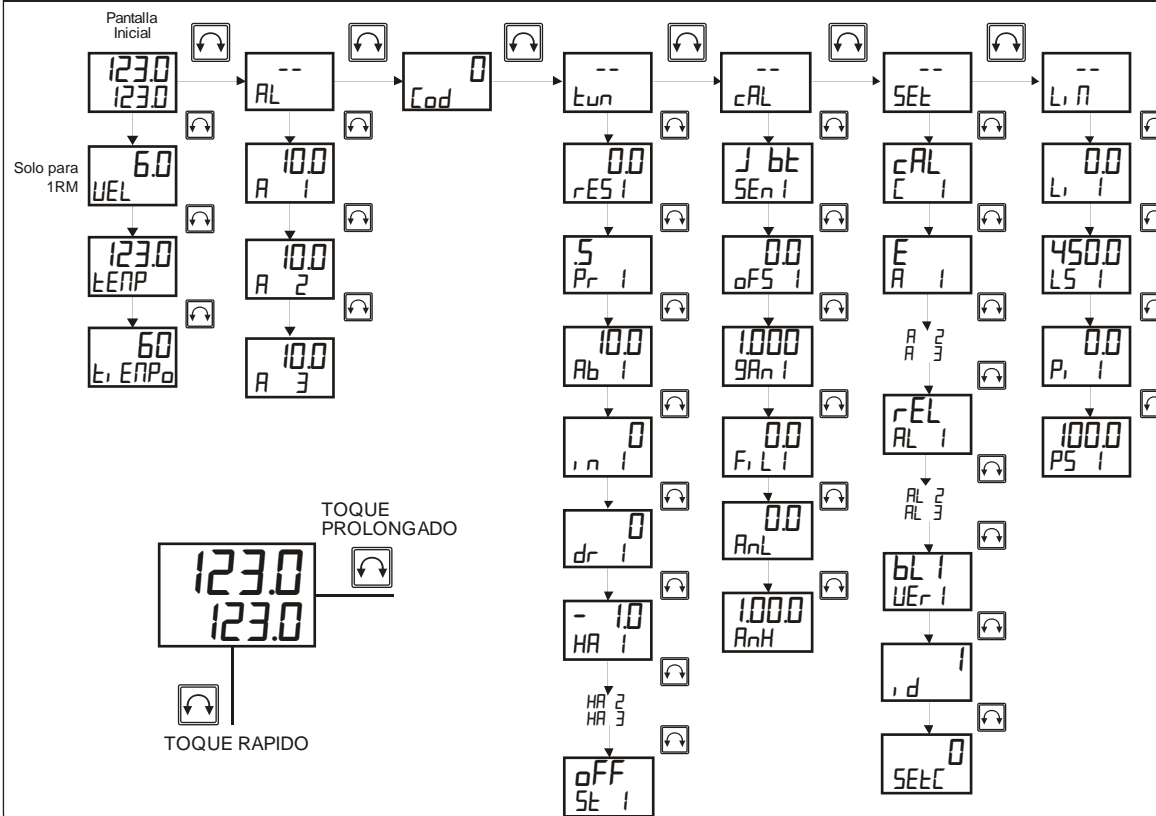 Pantalla
Inicial
123.0
123.0
--
AL
0
Cod
--
tun
--
cAL
--
SEt
--
Lin
Solo para
1RM
6.0
VEL
123.0
tEMP
60
tiEMPo
10.0
A 1
10.0
A 2
10.0
A 3
0.0
rES1
.5
Pr 1
10.0
Ab 1
0
in 1
0
dr 1
- 1.0
HA 1
HA 2
HA 3
oFF
St 1
J bt
SEn1
0.0
oFS 1
1.000
gAn1
0.0
FiL1
0.0
AnL
1.00.0
AnH
cAL
C 1
E
A 1
A 2
A 3
rEL
AL 1
AL 2
AL 3
bL1
VEr1
1
id
0
SEtC
0.0
Li 1
450.0
LS 1
0.0
Pi 1
100.0
PS 1
123.0
123.0
TOQUE
PROLONGADO
TOQUE RAPIDO